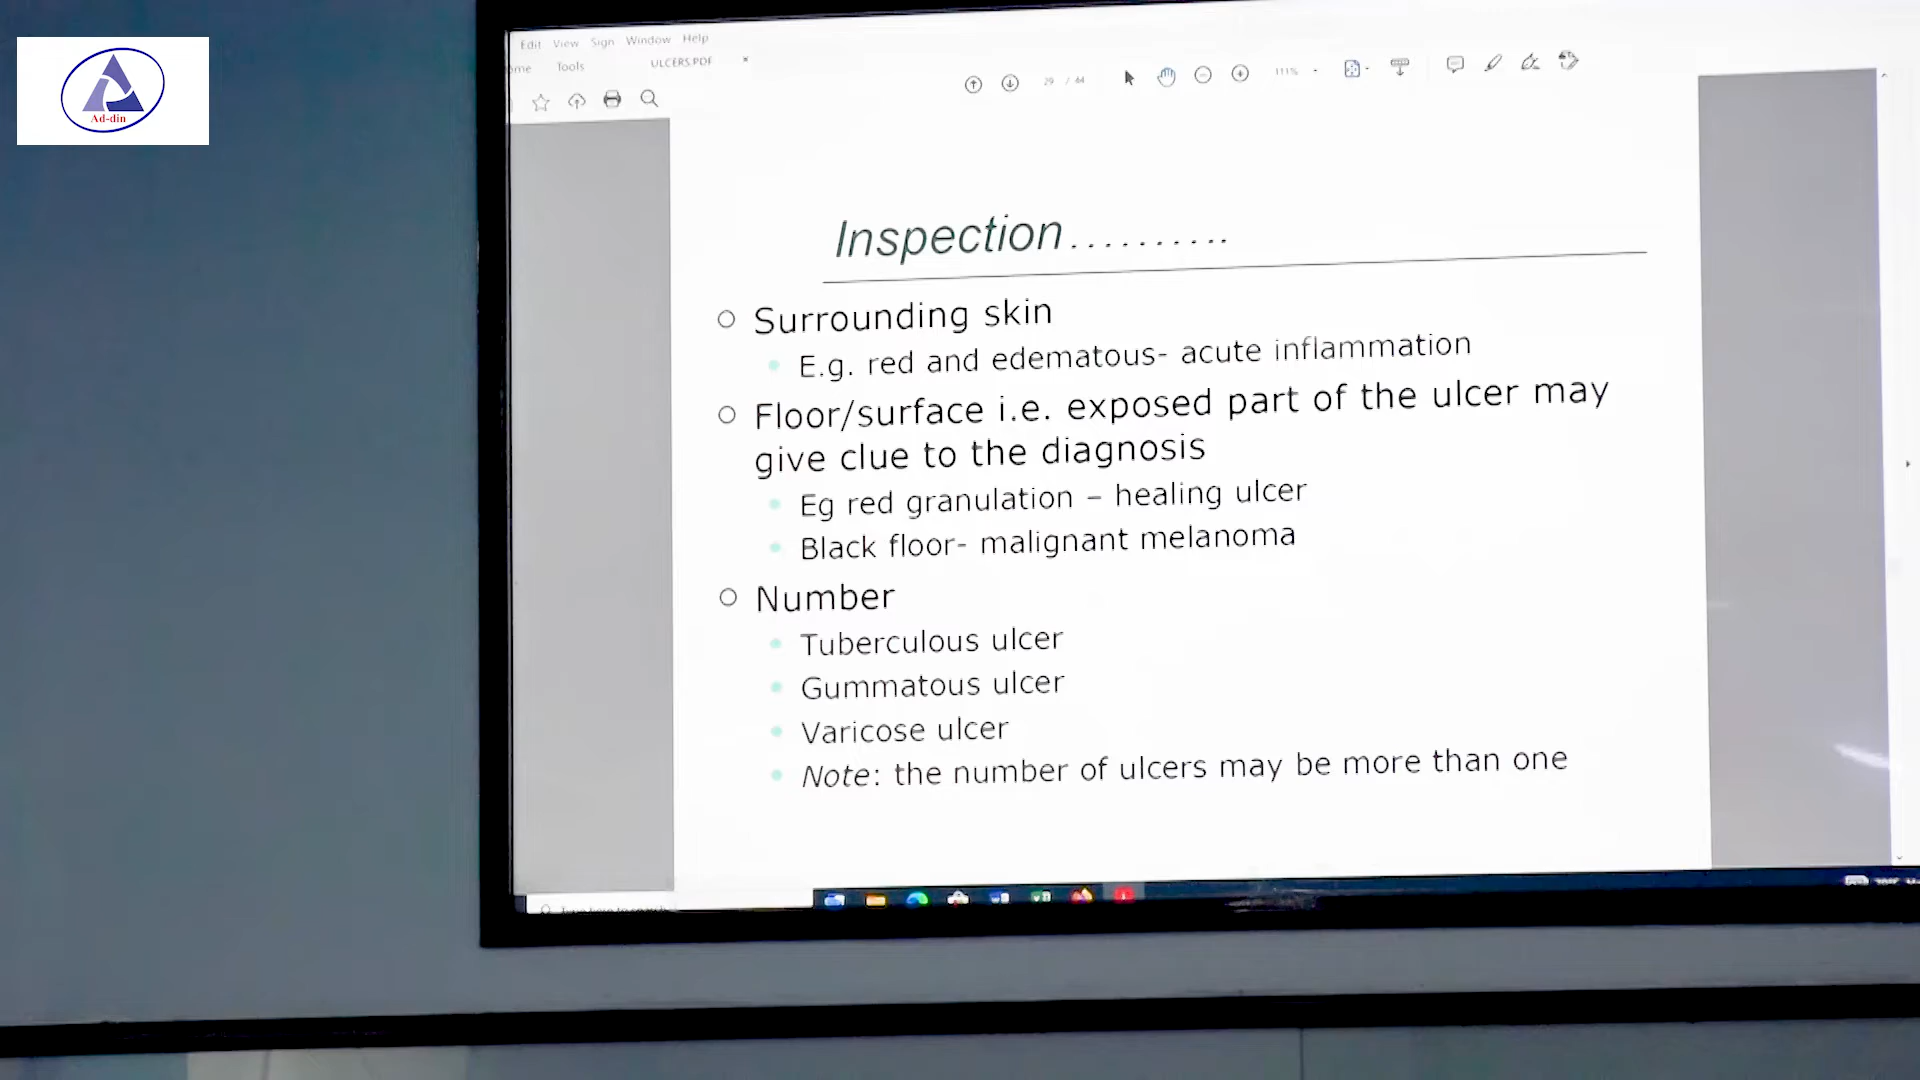 Edit View Sign Window Help
Tools ULCERS.PDF
29 / 64 111%
Ad-din
Inspection..........
Surrounding skin
E.g. red and edematous- acute inflammation
Floor/surface i.e. exposed part of the ulcer may
give clue to the diagnosis
Eg red granulation – healing ulcer
Black floor- malignant melanoma
Number
Tuberculous ulcer
Gummatous ulcer
Varicose ulcer
Note: the number of ulcers may be more than one